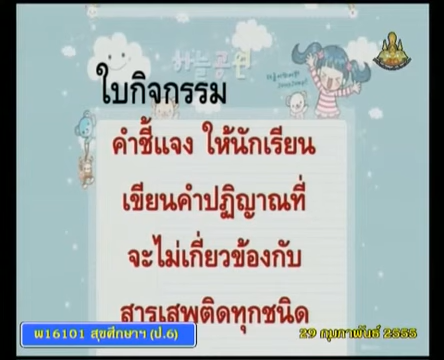 하늘공원
ใบกิจกรรม
คำชี้แจง ให้นักเรียน
เขียนคำปฏิญาณที่
จะไม่เกี่ยวข้องกับ
สารเสพติดทุกชนิด
พ16101 สุขศึกษาฯ (ป.6)
29 กุมภาพันธ์ 2555